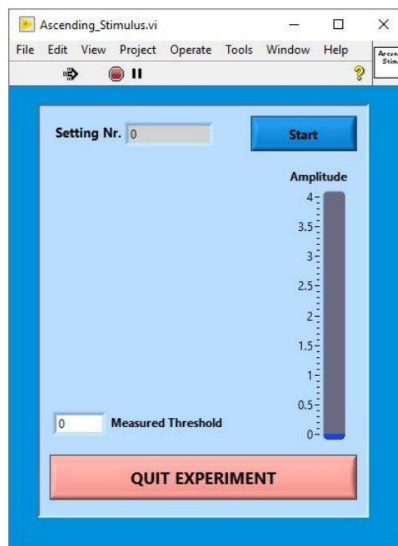 Ascending_Stimulus.vi
File Edit View Project Operate Tools Window Help
Setting Nr. 0
Start
Amplitude
4
3.5
3
2.5
2
1.5
1
0.5
0
0 Measured Threshold
QUIT EXPERIMENT